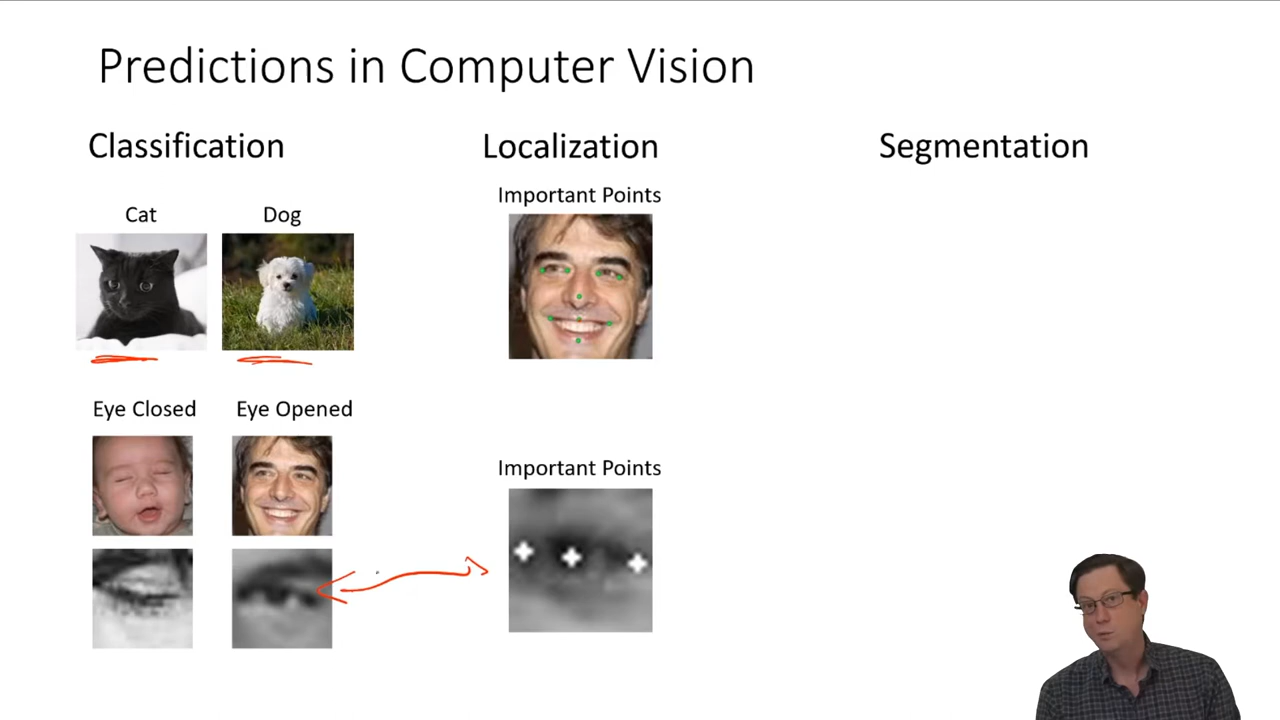 Predictions in Computer Vision
Classification
Localization
Segmentation
Important Points
Cat
Dog
Eye Closed
Eye Opened
Important Points